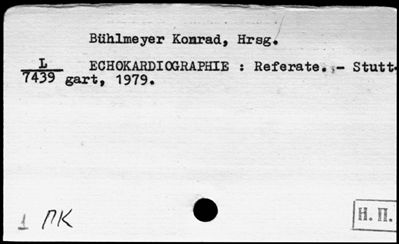 Bühlmeyer Konrad, Hrsg.
L ECHOKARDIOGRAPHIE : Referate. - Stutt-
7439 gart, 1979.
1 ПК
Н. П.